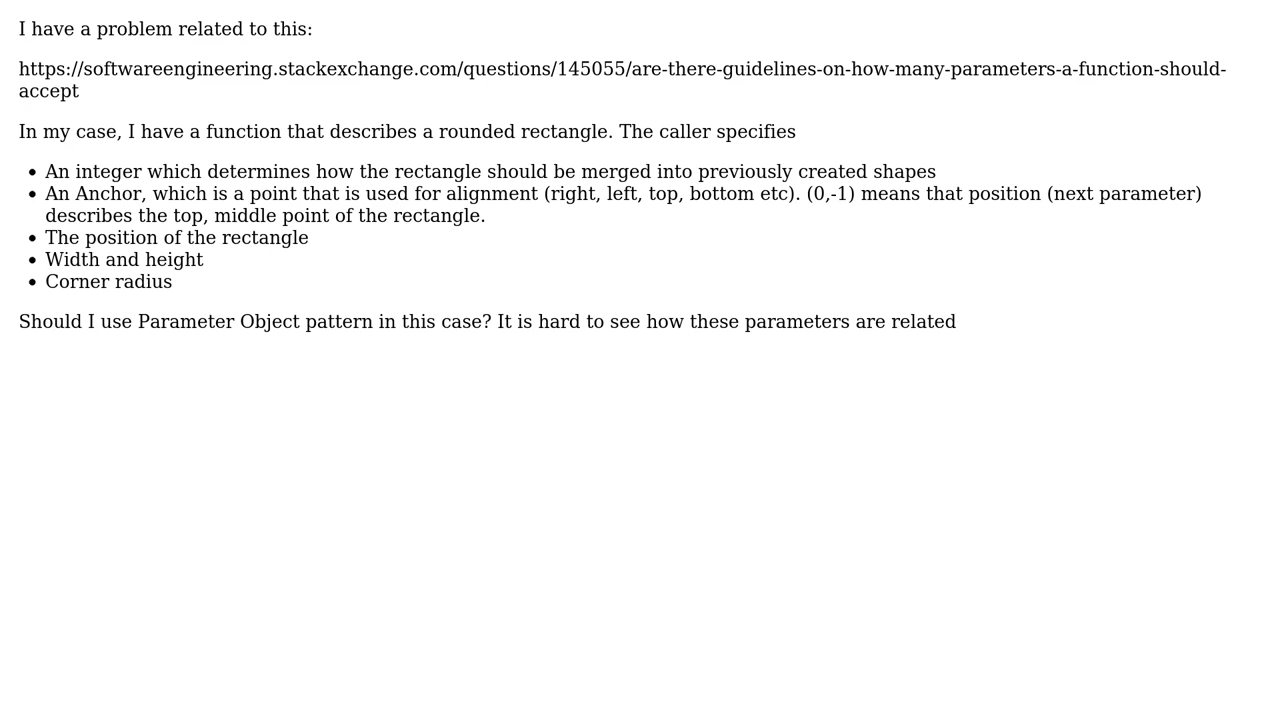 I have a problem related to this:
https://softwareengineering.stackexchange.com/questions/145055/are-there-guidelines-on-how-many-parameters-a-function-should-
accept
In my case, I have a function that describes a rounded rectangle. The caller specifies
• An integer which determines how the rectangle should be merged into previously created shapes
• An Anchor, which is a point that is used for alignment (right, left, top, bottom etc). (0,-1) means that position (next parameter)
describes the top, middle point of the rectangle.
• The position of the rectangle
• Width and height
• Corner radius
Should I use Parameter Object pattern in this case? It is hard to see how these parameters are related